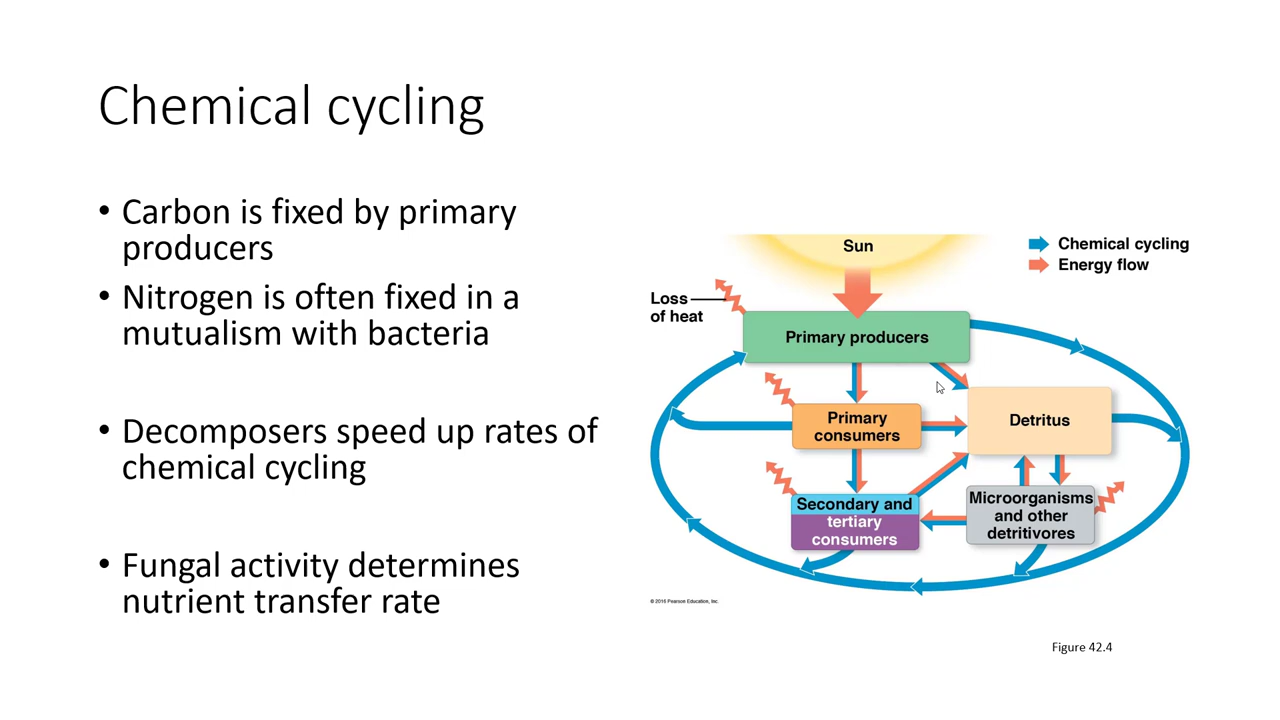 Chemical cycling
• Carbon is fixed by primary
producers
• Nitrogen is often fixed in a
mutualism with bacteria
• Decomposers speed up rates of
chemical cycling
• Fungal activity determines
nutrient transfer rate
Sun
Chemical cycling
Energy flow
Loss
of heat
Primary producers
Primary
consumers
Detritus
Secondary and
tertiary
consumers
Microorganisms
and other
detritivores
© 2016 Pearson Education, Inc.
Figure 42.4